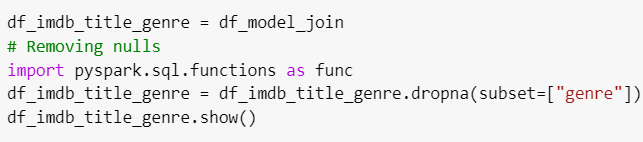 df_imdb_title_genre = df_model_join
# Removing nulls
import pyspark.sql.functions as func
df_imdb_title_genre = df_imdb_title_genre.dropna(subset=["genre"])
df_imdb_title_genre.show()